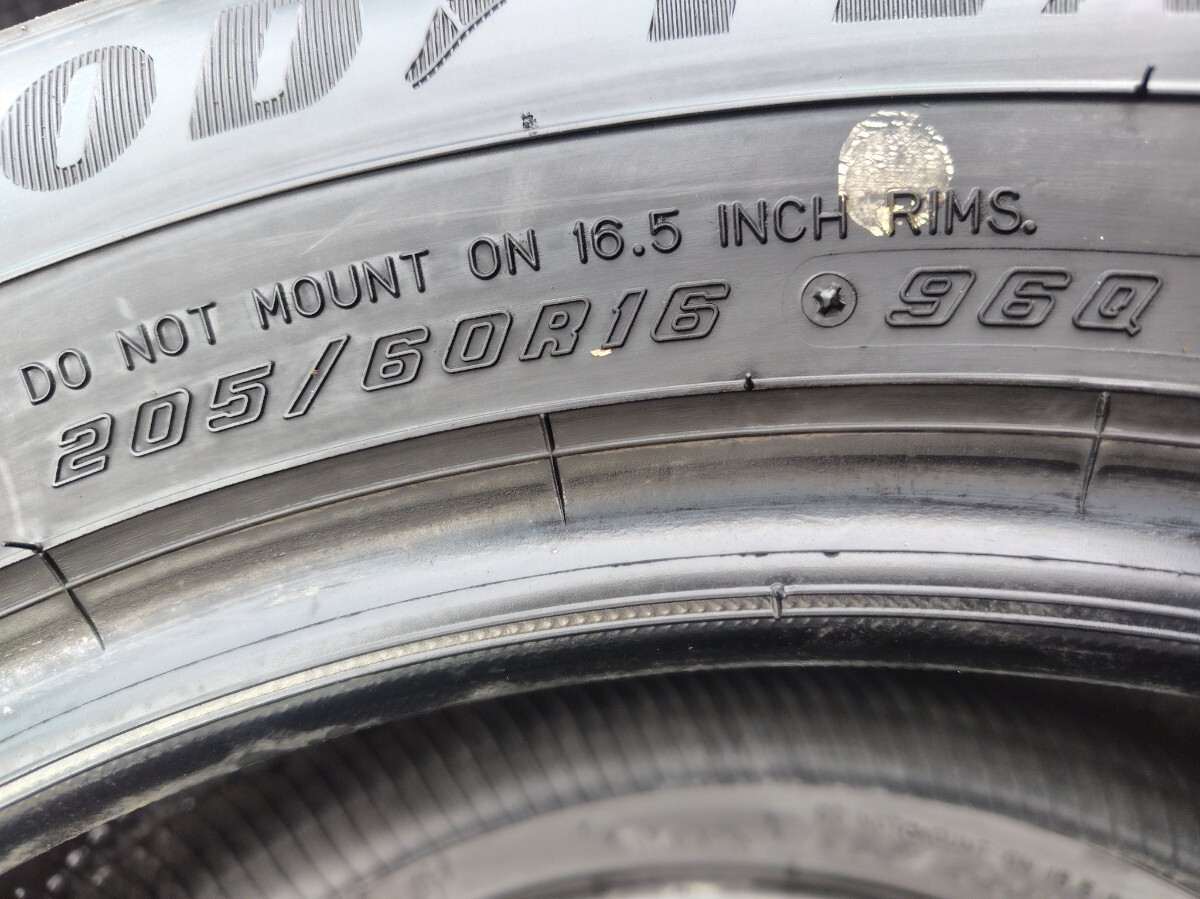 DO NOT MOUNT ON 16.5 INCH RIMS.
205/60R16 96Q